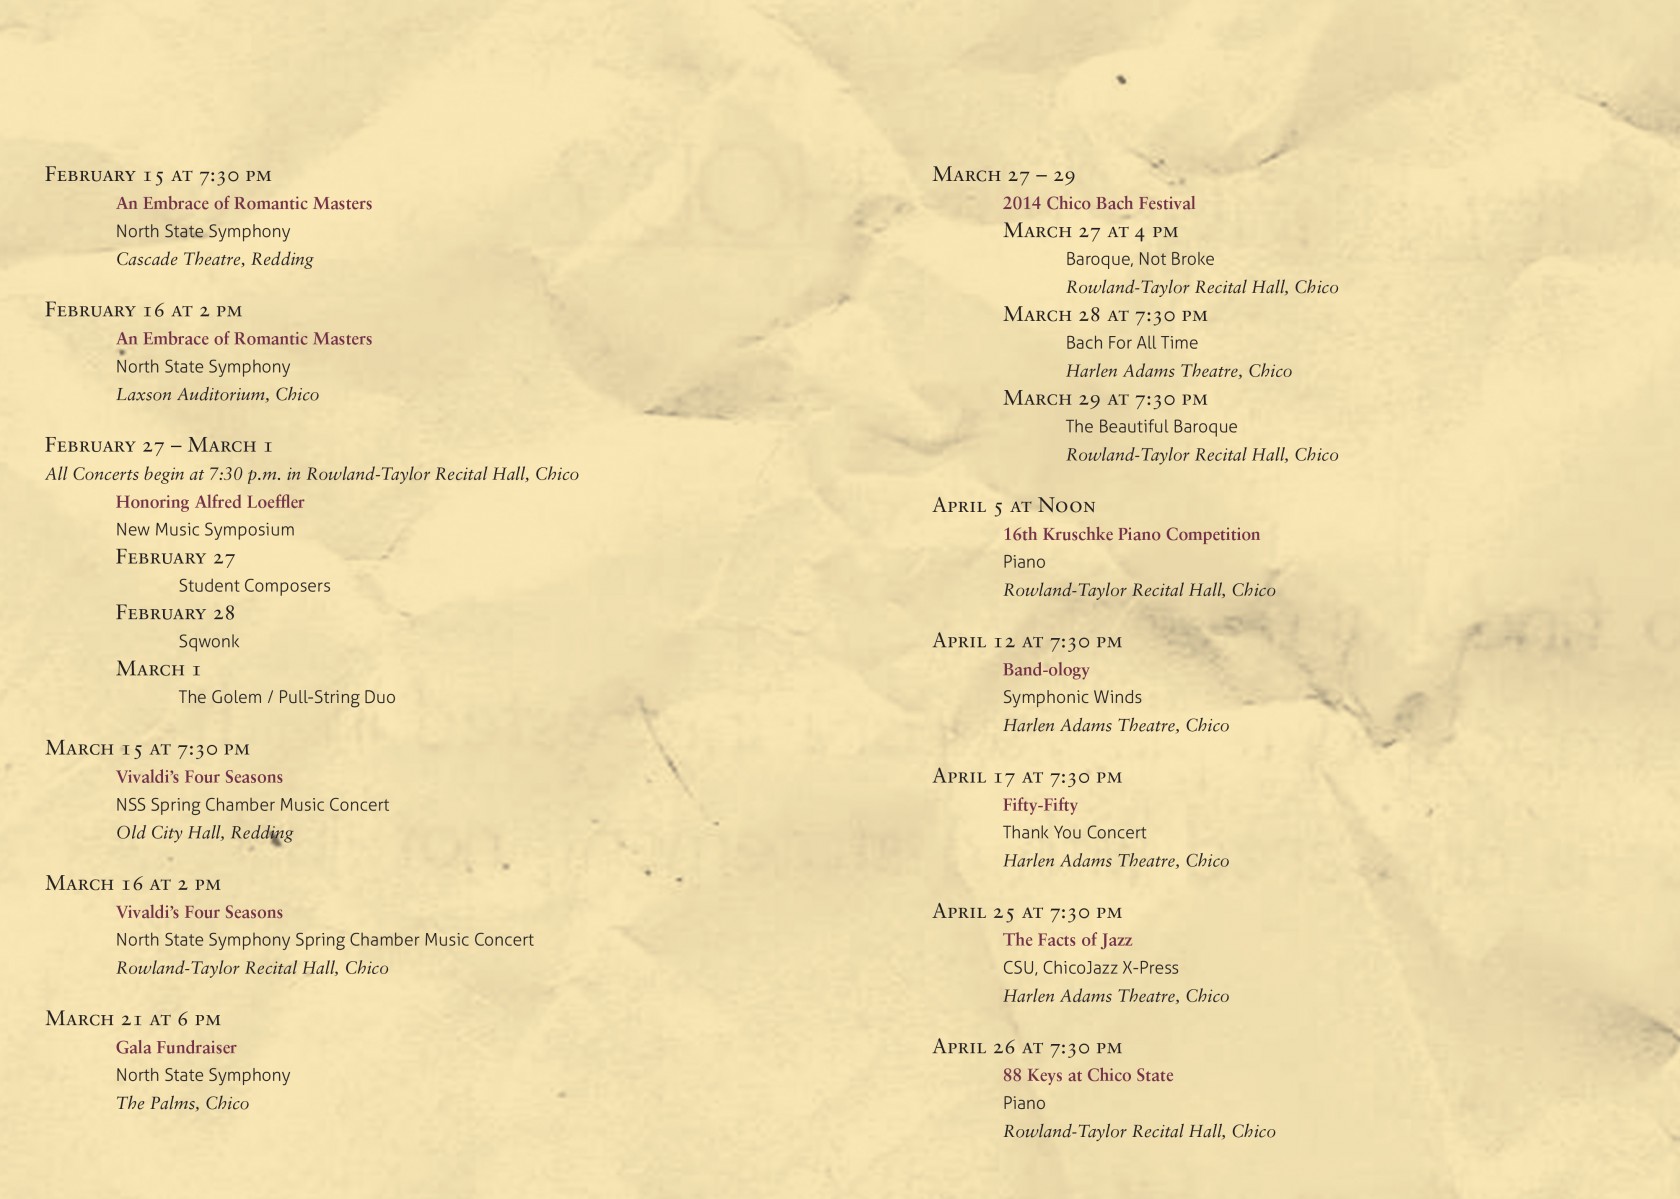 February 15 at 7:30 pm
An Embrace of Romantic Masters
North State Symphony
Cascade Theatre, Redding
February 16 at 2 pm
An Embrace of Romantic Masters
North State Symphony
Laxson Auditorium, Chico
February 27 – March 1
All Concerts begin at 7:30 p.m. in Rowland-Taylor Recital Hall, Chico
Honoring Alfred Loeffler
New Music Symposium
February 27
Student Composers
February 28
Sqwonk
March 1
The Golem / Pull-String Duo
March 15 at 7:30 pm
Vivaldi’s Four Seasons
NSS Spring Chamber Music Concert
Old City Hall, Redding
March 16 at 2 pm
Vivaldi’s Four Seasons
North State Symphony Spring Chamber Music Concert
Rowland-Taylor Recital Hall, Chico
March 21 at 6 pm
Gala Fundraiser
North State Symphony
The Palms, Chico
March 27 – 29
2014 Chico Bach Festival
March 27 at 4 pm
Baroque, Not Broke
Rowland-Taylor Recital Hall, Chico
March 28 at 7:30 pm
Bach For All Time
Harlen Adams Theatre, Chico
March 29 at 7:30 pm
The Beautiful Baroque
Rowland-Taylor Recital Hall, Chico
April 5 at Noon
16th Kruschke Piano Competition
Piano
Rowland-Taylor Recital Hall, Chico
April 12 at 7:30 pm
Band-ology
Symphonic Winds
Harlen Adams Theatre, Chico
April 17 at 7:30 pm
Fifty-Fifty
Thank You Concert
Harlen Adams Theatre, Chico
April 25 at 7:30 pm
The Facts of Jazz
CSU, ChicoJazz X-Press
Harlen Adams Theatre, Chico
April 26 at 7:30 pm
88 Keys at Chico State
Piano
Rowland-Taylor Recital Hall, Chico